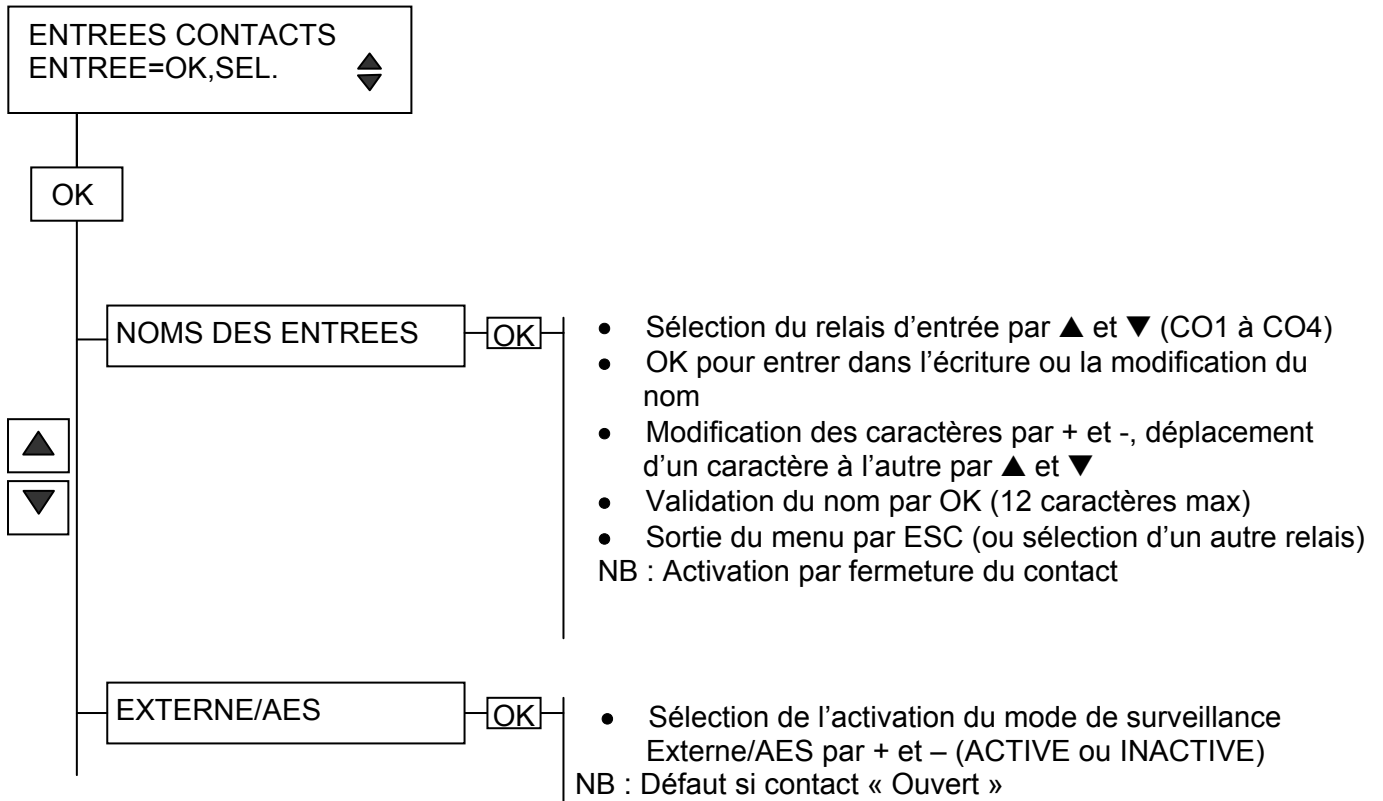 ENTREES CONTACTS
ENTREE=OK,SEL.
OK
NOMS DES ENTREES
OK
• Sélection du relais d’entrée par ▲ et ▼ (CO1 à CO4)
• OK pour entrer dans l’écriture ou la modification du
nom
• Modification des caractères par + et -, déplacement
d’un caractère à l’autre par ▲ et ▼
• Validation du nom par OK (12 caractères max)
• Sortie du menu par ESC (ou sélection d’un autre relais)
NB : Activation par fermeture du contact
EXTERNE/AES
OK
• Sélection de l’activation du mode de surveillance
Externe/AES par + et – (ACTIVE ou INACTIVE)
NB : Défaut si contact « Ouvert »